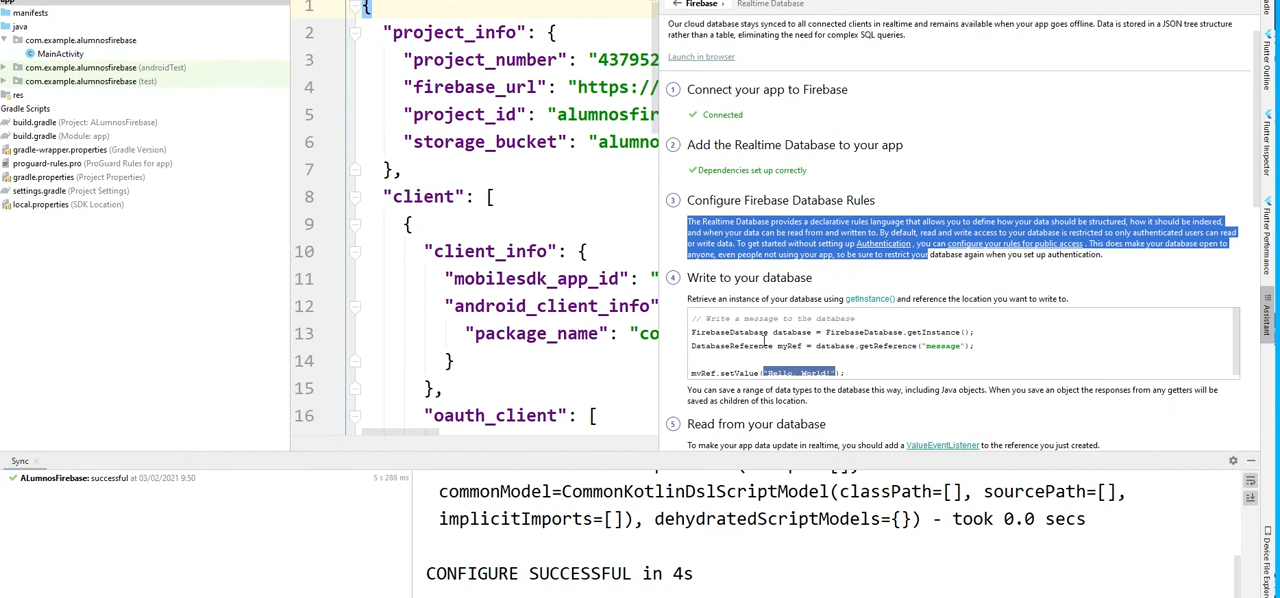 app
manifests
java
com.example.alumnosfirebase
MainActivity
com.example.alumnosfirebase (androidTest)
com.example.alumnosfirebase (test)
res
Gradle Scripts
build.gradle (Project: ALumnosFirebase)
build.gradle (Module: app)
gradle-wrapper.properties (Gradle Version)
proguard-rules.pro (ProGuard Rules for app)
gradle.properties (Project Properties)
settings.gradle (Project Settings)
local.properties (SDK Location)
1 {
2 "project_info": {
3 "project_number": "437952
4 "firebase_url": "https://
5 "project_id": "alumnosfir
6 "storage_bucket": "alumno
7 },
8 "client": [
9 {
10 "client_info": {
11 "mobilesdk_app_id": "
12 "android_client_info"
13 "package_name": "co
14 }
15 },
16 "oauth_client": [
← Firebase › Realtime Database
Our cloud database stays synced to all connected clients in realtime and remains available when your app goes offline. Data is stored in a JSON tree structure
rather than a table, eliminating the need for complex SQL queries.
Launch in browser
1 Connect your app to Firebase
Connected
2 Add the Realtime Database to your app
Dependencies set up correctly
3 Configure Firebase Database Rules
The Realtime Database provides a declarative rules language that allows you to define how your data should be structured, how it should be indexed,
and when your data can be read from and written to. By default, read and write access to your database is restricted so only authenticated users can read
or write data. To get started without setting up Authentication , you can configure your rules for public access . This does make your database open to
anyone, even people not using your app, so be sure to restrict your database again when you set up authentication.
4 Write to your database
Retrieve an instance of your database using getInstance() and reference the location you want to write to.
// Write a message to the database
FirebaseDatabase database = FirebaseDatabase.getInstance();
DatabaseReference myRef = database.getReference("message");
myRef.setValue("Hello, World!");
You can save a range of data types to the database this way, including Java objects. When you save an object the responses from any getters will be
saved as children of this location.
5 Read from your database
To make your app data update in realtime, you should add a ValueEventListener to the reference you just created.
Flutter Outline
Flutter Inspector
Flutter Performance
Assistant
Device File Explorer
Sync
ALumnosFirebase: successful at 03/02/2021 9:50
5 s 288 ms
commonModel=CommonKotlinDslScriptModel(classPath=[], sourcePath=[],
implicitImports=[]), dehydratedScriptModels={}) - took 0.0 secs
CONFIGURE SUCCESSFUL in 4s